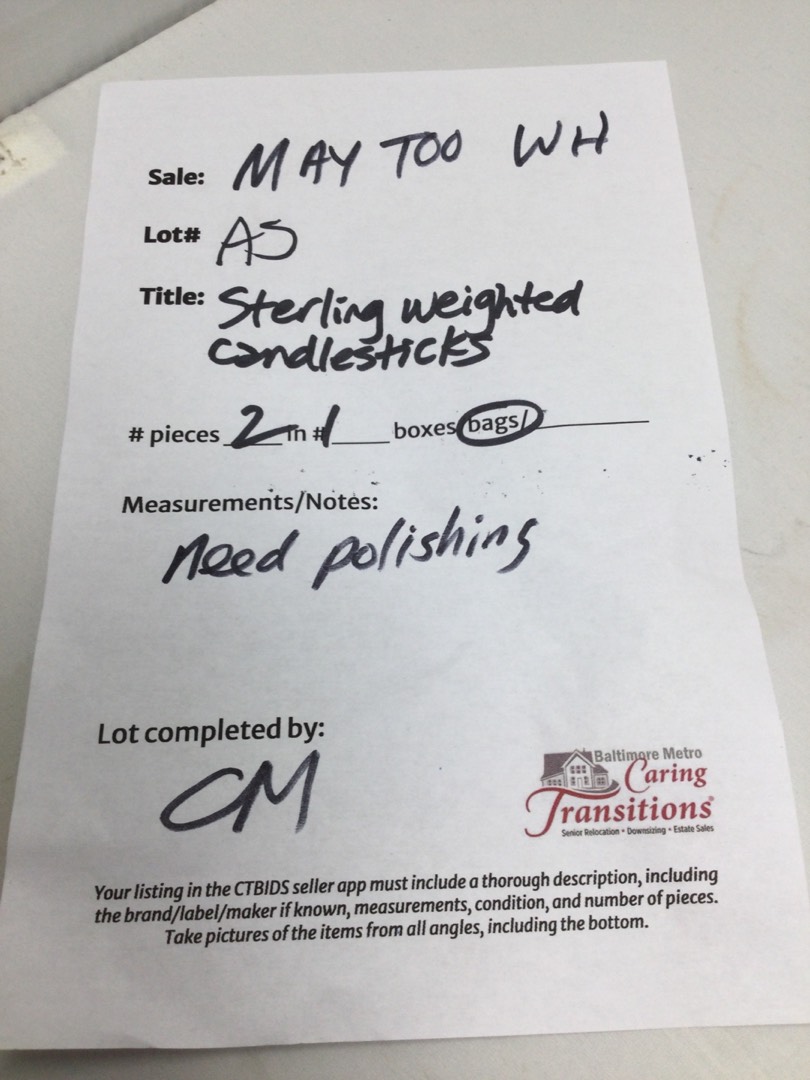 Sale: MAY TOO WH
Lot# AS
Title: Sterling weighted
candlesticks
# pieces 2 in #1 boxes bags/
Measurements/Notes:
need polishing
Lot completed by:
CM
Baltimore Metro
Caring
Transitions
Senior Relocation • Downsizing • Estate Sales
Your listing in the CTBIDS seller app must include a thorough description, including
the brand/label/maker if known, measurements, condition, and number of pieces.
Take pictures of the items from all angles, including the bottom.